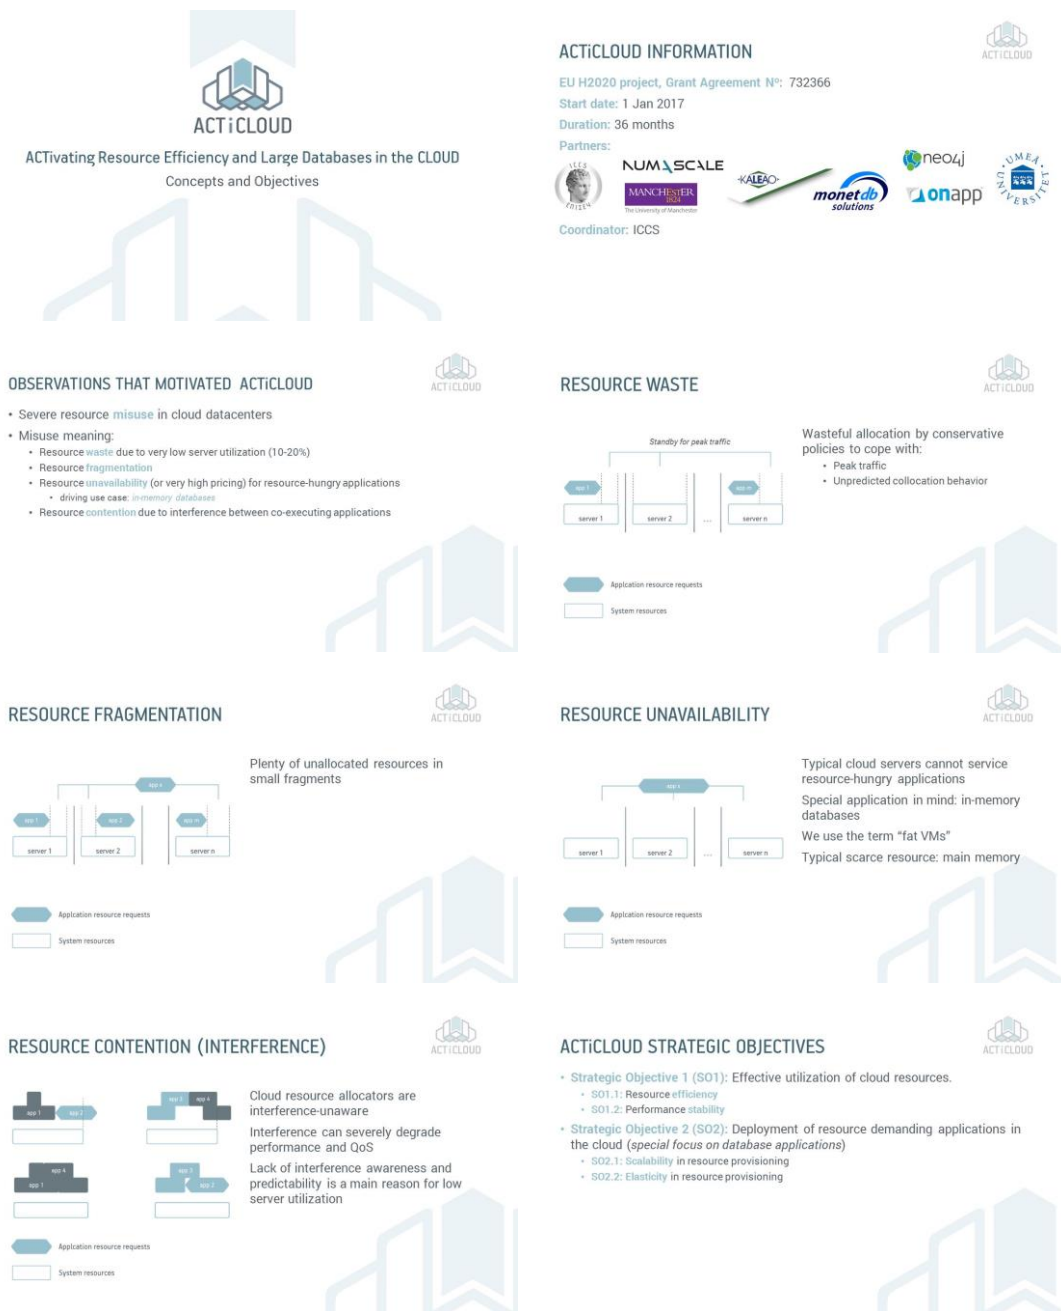 ACTiCLOUD
ACTivating Resource Efficiency and Large Databases in the CLOUD
Concepts and Objectives
ACTiCLOUD INFORMATION
ACTiCLOUD
EU H2020 project, Grant Agreement Nº: 732366
Start date: 1 Jan 2017
Duration: 36 months
Partners:
ICCS
ΕΠΙΣΕΥ
NUMASCALE
MANCHESTER
1824
The University of Manchester
KALEAO
monetdb
solutions
neo4j
onapp
UMEÅ UNIVERSITET
Coordinator: ICCS
OBSERVATIONS THAT MOTIVATED ACTiCLOUD
ACTiCLOUD
• Severe resource misuse in cloud datacenters
• Misuse meaning:
• Resource waste due to very low server utilization (10-20%)
• Resource fragmentation
• Resource unavailability (or very high pricing) for resource-hungry applications
• driving use case: in-memory databases
• Resource contention due to interference between co-executing applications
RESOURCE WASTE
ACTiCLOUD
Standby for peak traffic
app 1
app m
server 1
server 2
...
server n
Applcation resource requests
System resources
Wasteful allocation by conservative
policies to cope with:
• Peak traffic
• Unpredicted collocation behavior
RESOURCE FRAGMENTATION
ACTiCLOUD
app x
app 1
app 2
app m
server 1
server 2
server n
Applcation resource requests
System resources
Plenty of unallocated resources in
small fragments
RESOURCE UNAVAILABILITY
ACTiCLOUD
app x
server 1
server 2
...
server n
Applcation resource requests
System resources
Typical cloud servers cannot service
resource-hungry applications
Special application in mind: in-memory
databases
We use the term “fat VMs”
Typical scarce resource: main memory
RESOURCE CONTENTION (INTERFERENCE)
ACTiCLOUD
app 1
app 2
app 3
app 4
app 4
app 1
app 3
app 2
Applcation resource requests
System resources
Cloud resource allocators are
interference-unaware
Interference can severely degrade
performance and QoS
Lack of interference awareness and
predictability is a main reason for low
server utilization
ACTiCLOUD STRATEGIC OBJECTIVES
ACTiCLOUD
• Strategic Objective 1 (SO1): Effective utilization of cloud resources.
• SO1.1: Resource efficiency
• SO1.2: Performance stability
• Strategic Objective 2 (SO2): Deployment of resource demanding applications in
the cloud (special focus on database applications)
• SO2.1: Scalability in resource provisioning
• SO2.2: Elasticity in resource provisioning